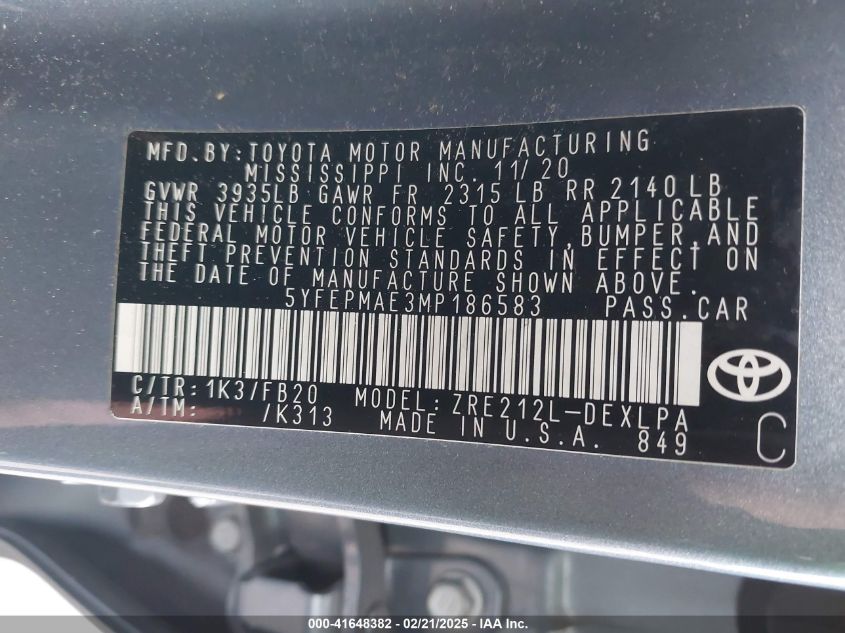 MFD.BY:TOYOTA MOTOR MANUFACTURING
MISSISSIPPI INC. 11/20
GVWR 3935LB GAWR FR 2315 LB RR 2140LB
THIS VEHICLE CONFORMS TO ALL APPLICABLE
FEDERAL MOTOR VEHICLE SAFETY,BUMPER,AND
THEFT PREVENTION STANDARDS IN EFFECT ON
THE DATE OF MANUFACTURE SHOWN ABOVE.
5YFEPMAE3MP186583 PASS.CAR
C/TR:1K3/FB20 MODEL:ZRE212L-DEXLPA
A/TM: /K313 MADE IN U.S.A. 849
C
000-41648382 / 02/21/2025 - Copyright © 2025 IAA, Inc.